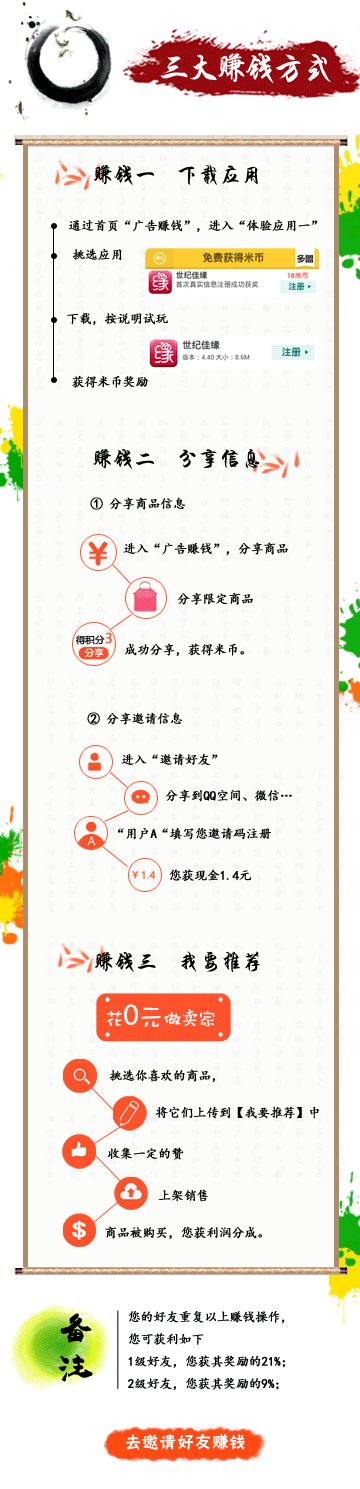 三大赚钱方式
赚钱一 下载应用
通过首页“广告赚钱”,进入“体验应用一”
挑选应用
免费获得米币
多盟
世纪佳缘
首次真实信息注册成功获奖
18米币
注册
下载,按说明试玩
世纪佳缘
版本:4.40 大小:8.6M
注册
获得米币奖励
赚钱二 分享信息
① 分享商品信息
¥
进入“广告赚钱”,分享商品
分享限定商品
得积分3
分享
成功分享,获得米币。
② 分享邀请信息
进入“邀请好友”
分享到QQ空间、微信…
A
“用户A“填写您邀请码注册
¥1.4
您获现金1.4元
赚钱三 我要推荐
花0元做卖家
挑选你喜欢的商品,
将它们上传到【我要推荐】中
收集一定的赞
上架销售
$
商品被购买,您获利润分成。
备注
您的好友重复以上赚钱操作,
您可获利如下
1级好友,您获其奖励的21%;
2级好友,您获其奖励的9%;
去邀请好友赚钱